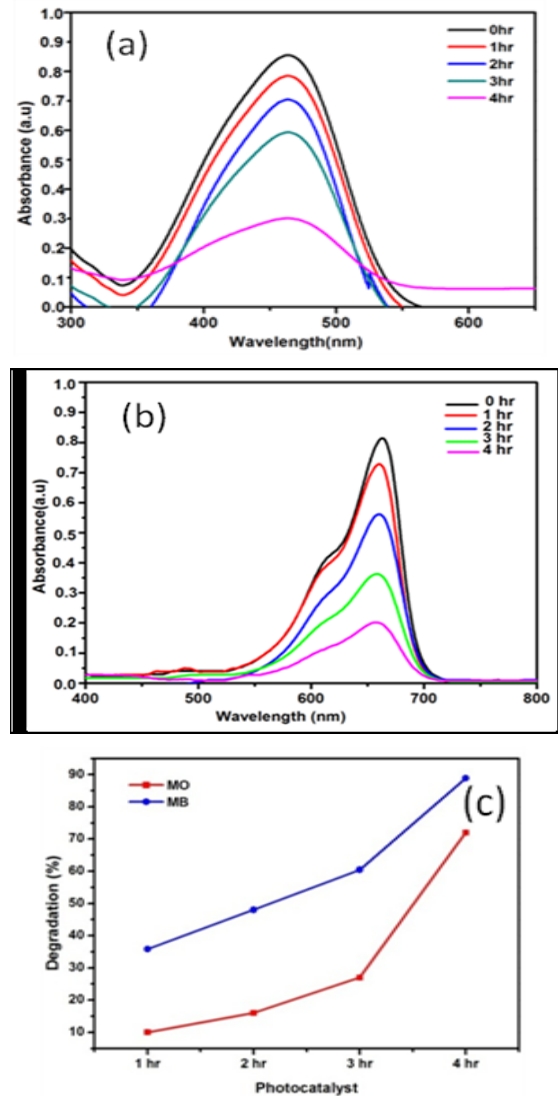 (a)
0hr
1hr
2hr
3hr
4hr
1.0
0.9
0.8
0.7
0.6
0.5
0.4
0.3
0.2
0.1
0.0
Absorbance (a.u)
300 400 500 600
Wavelength(nm)
(b)
0 hr
1 hr
2 hr
3 hr
4 hr
1.0
0.9
0.8
0.7
0.6
0.5
0.4
0.3
0.2
0.1
0.0
Absorbance(a.u)
400 500 600 700 800
Wavelength (nm)
MO
MB
(c)
90
80
70
60
50
40
30
20
10
Degradation (%)
1 hr 2 hr 3 hr 4 hr
Photocatalyst